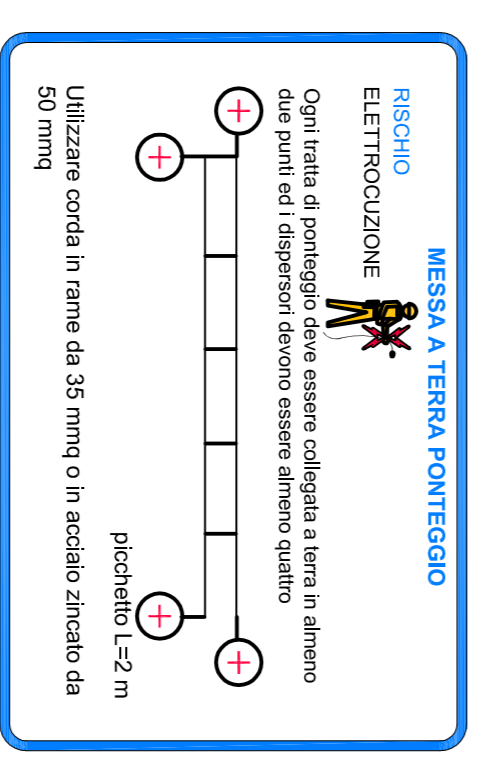 MESSA A TERRA PONTEGGIO
RISCHIO
ELETTROCUZIONE
Ogni tratta di ponteggio deve essere collegata a terra in almeno
due punti ed i dispersori devono essere almeno quattro
picchetto L=2 m
Utilizzare corda in rame da 35 mmq o in acciaio zincato da
50 mmq